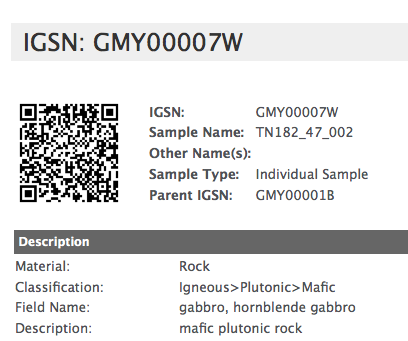 IGSN: GMY00007W
IGSN: GMY00007W
Sample Name: TN182_47_002
Other Name(s):
Sample Type: Individual Sample
Parent IGSN: GMY00001B
Description
Material: Rock
Classification: Igneous>Plutonic>Mafic
Field Name: gabbro, hornblende gabbro
Description: mafic plutonic rock